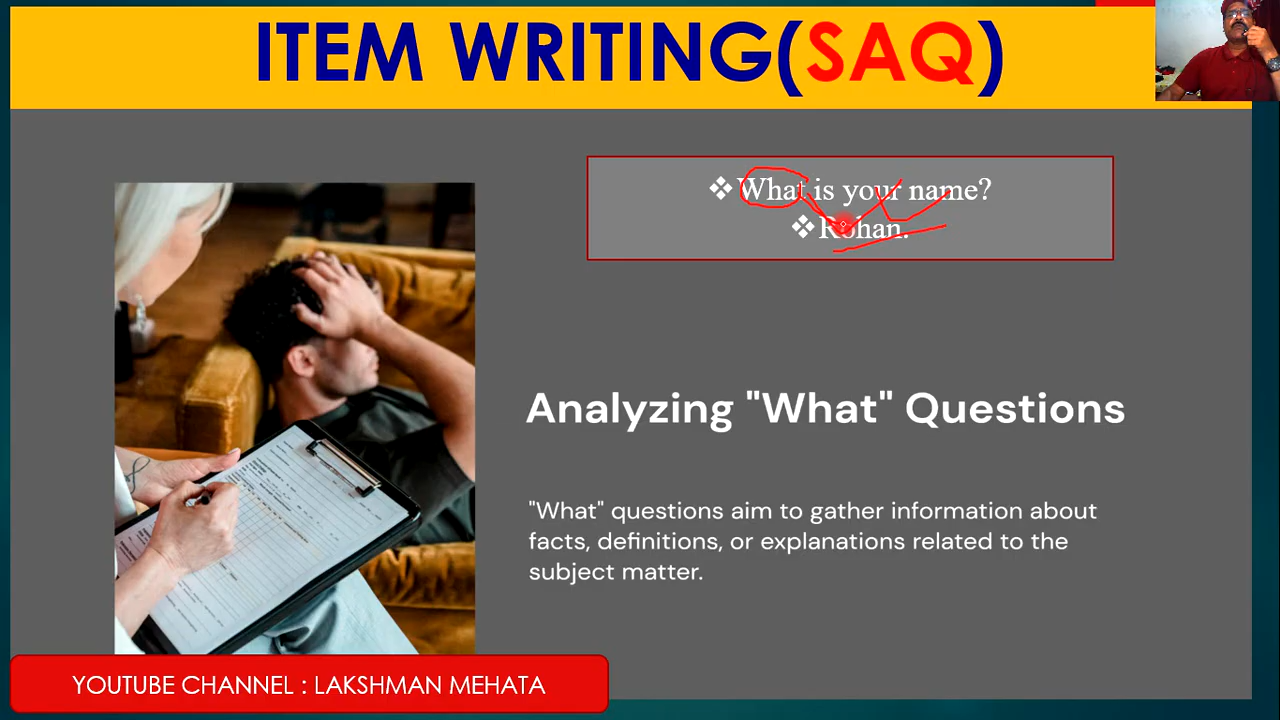 ITEM WRITING(SAQ)
❖What is your name?
❖Rohan.
Analyzing "What" Questions
"What" questions aim to gather information about
facts, definitions, or explanations related to the
subject matter.
YOUTUBE CHANNEL : LAKSHMAN MEHATA